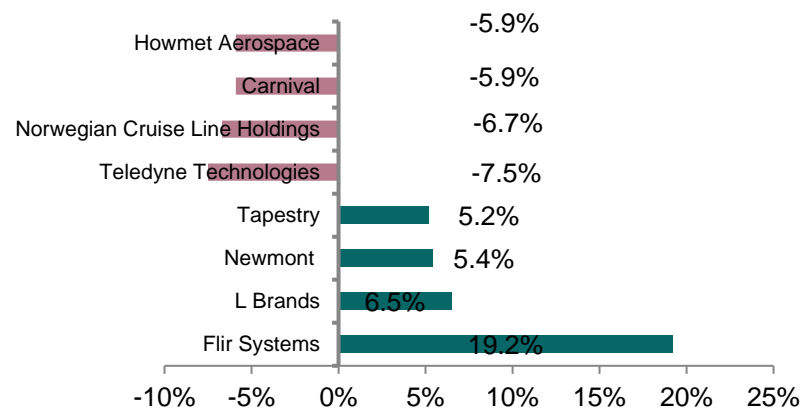 Howmet Aerospace -5.9%
Carnival -5.9%
Norwegian Cruise Line Holdings -6.7%
Teledyne Technologies -7.5%
Tapestry 5.2%
Newmont 5.4%
L Brands 6.5%
Flir Systems 19.2%
-10% -5% 0% 5% 10% 15% 20% 25%